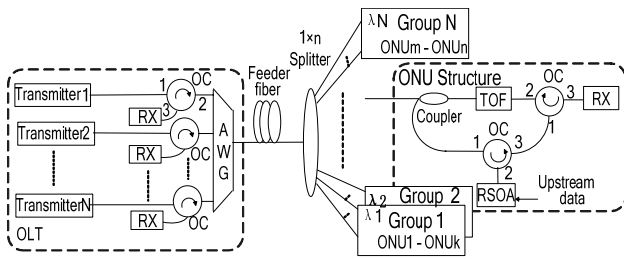 Transmitter1
1
OC
3
2
RX
Transmitter2
RX
OC
TransmitterN
RX
OC
OLT
A
W
G
Feeder
fiber
1×n
Splitter
λN Group N
ONUm - ONUn
ONU Structure
Coupler
TOF
2
OC
3
RX
1
OC
1
3
2
RSOA
Upstream
data
λ2 Group 2
λ1 Group 1
ONU1 - ONUk